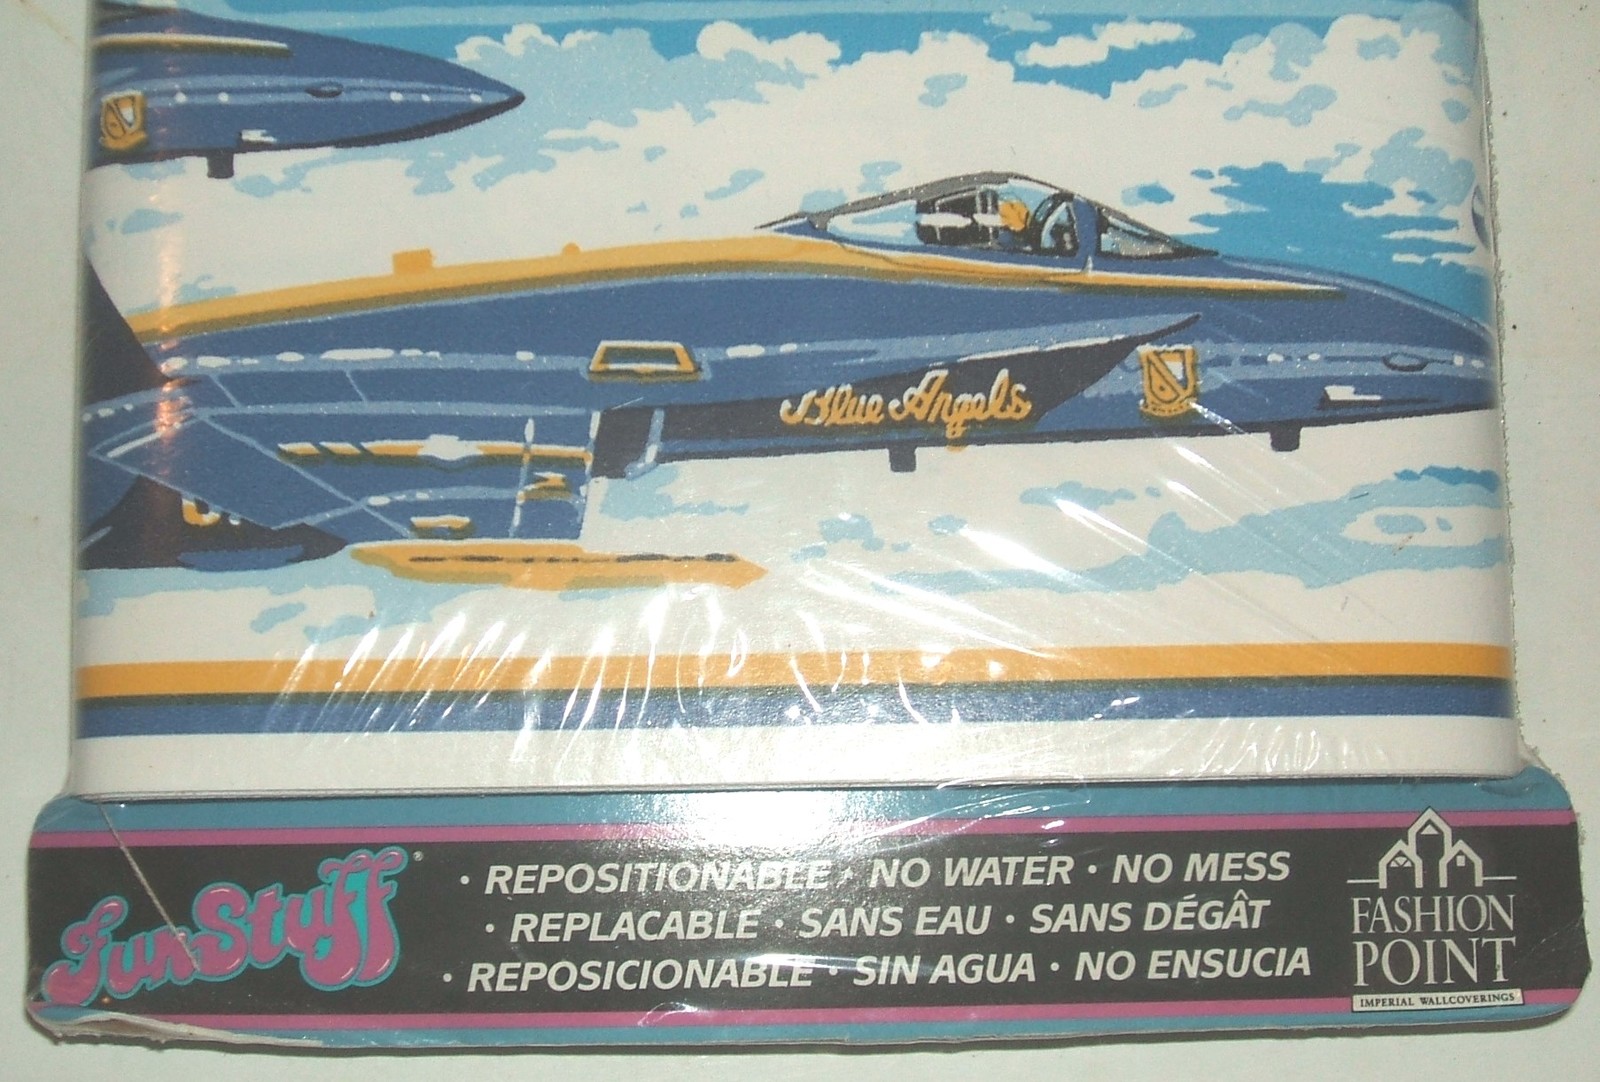 Blue Angels
FunStuff®
• REPOSITIONABLE • NO WATER • NO MESS
• REPLACABLE • SANS EAU • SANS DÉGÂT
• REPOSICIONABLE • SIN AGUA • NO ENSUCIA
FASHION
POINT
IMPERIAL WALLCOVERINGS